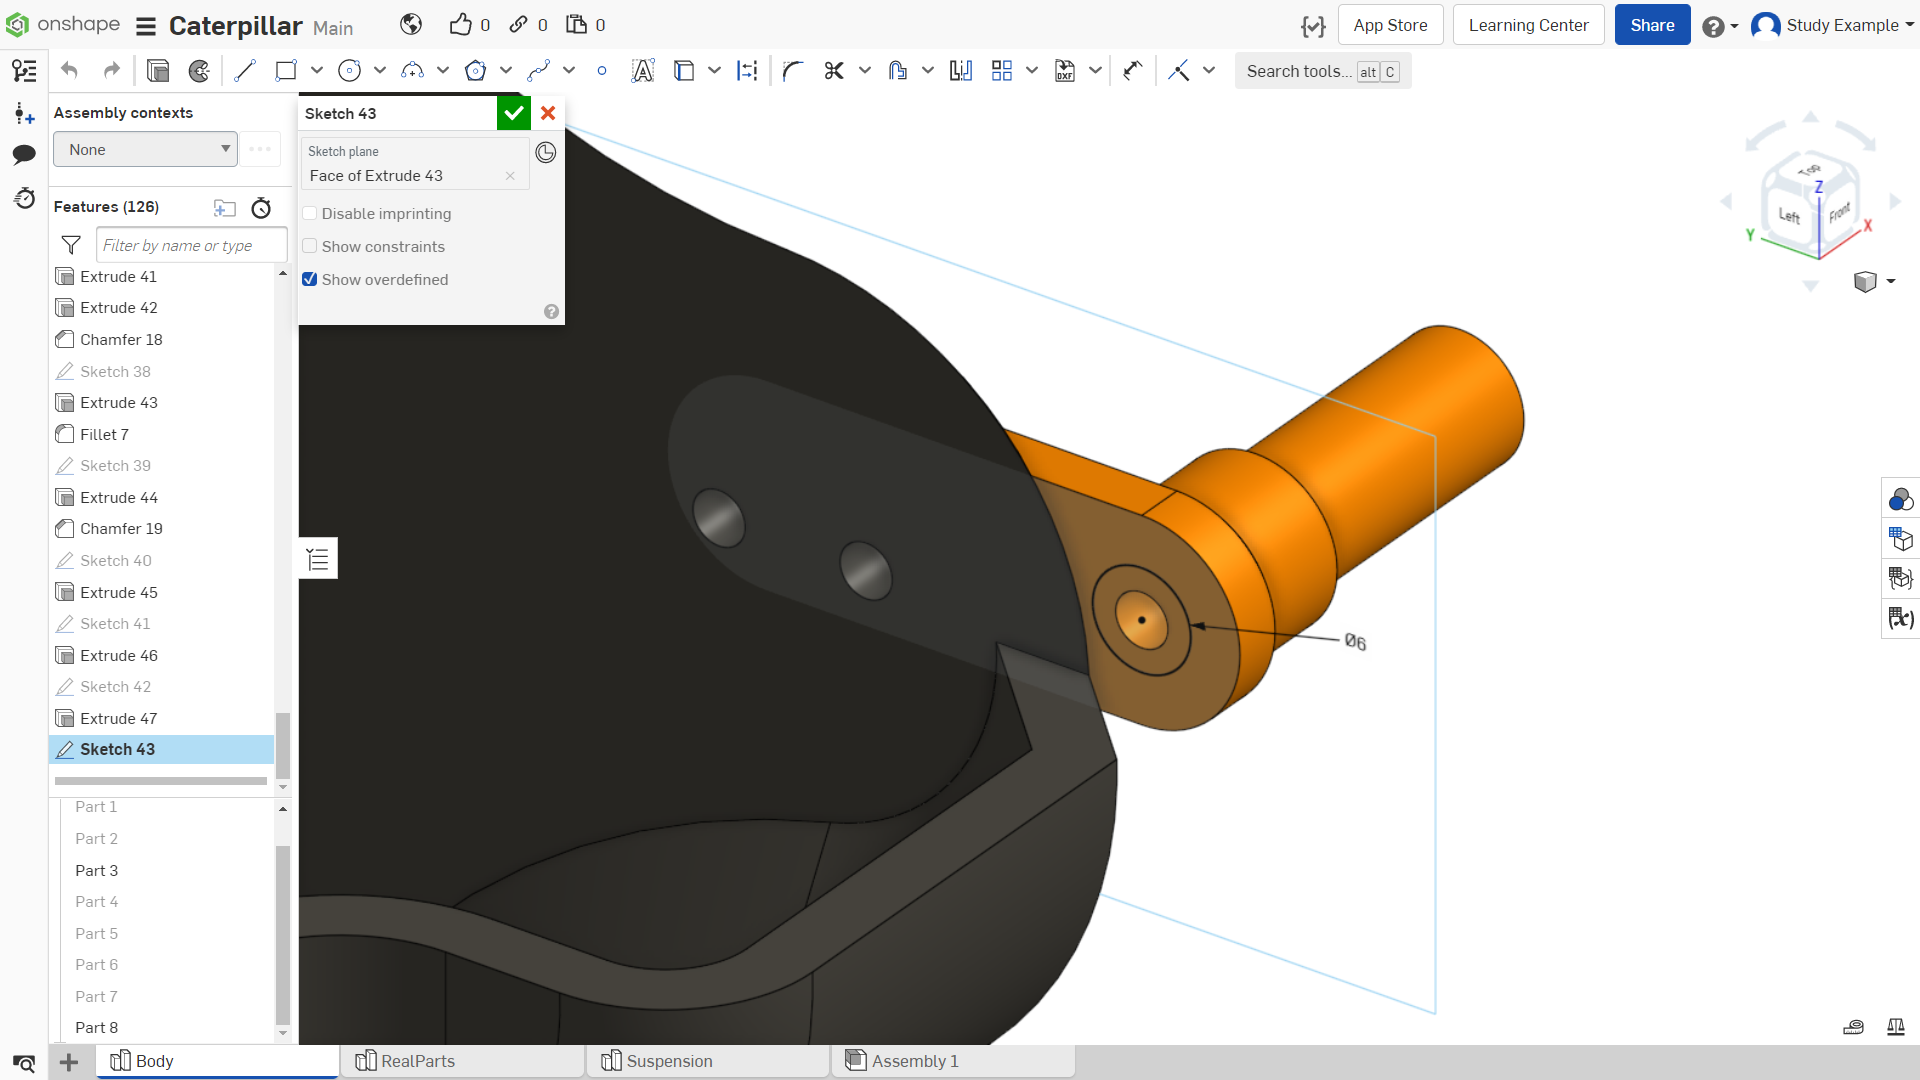 onshape
Caterpillar Main
0
0
0
App Store
Learning Center
Share
Study Example
Search tools... alt C
DXF
Assembly contexts
None
Features (126)
Filter by name or type
Extrude 41
Extrude 42
Chamfer 18
Sketch 38
Extrude 43
Fillet 7
Sketch 39
Extrude 44
Chamfer 19
Sketch 40
Extrude 45
Sketch 41
Extrude 46
Sketch 42
Extrude 47
Sketch 43
Part 1
Part 2
Part 3
Part 4
Part 5
Part 6
Part 7
Part 8
Sketch 43
Sketch plane
Face of Extrude 43
Disable imprinting
Show constraints
Show overdefined
Top
Left
Front
Z
Y
X
Ø6
Body
RealParts
Suspension
Assembly 1